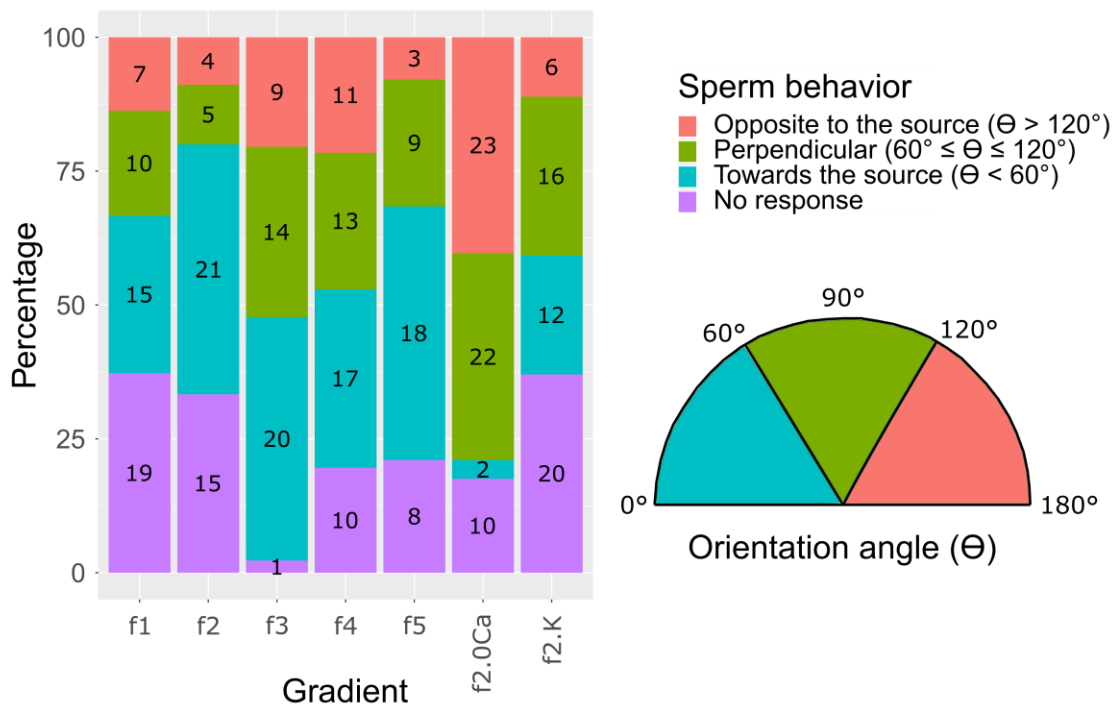 100
75
50
25
0
Percentage
7
10
15
19
4
5
21
15
9
14
20
1
11
13
17
10
3
9
18
8
23
22
2
10
6
16
12
20
f1
f2
f3
f4
f5
f2.0Ca
f2.K
Gradient
Sperm behavior
Opposite to the source (Θ > 120°)
Perpendicular (60° ≤ Θ ≤ 120°)
Towards the source (Θ < 60°)
No response
90°
60°
120°
0°
180°
Orientation angle (Θ)